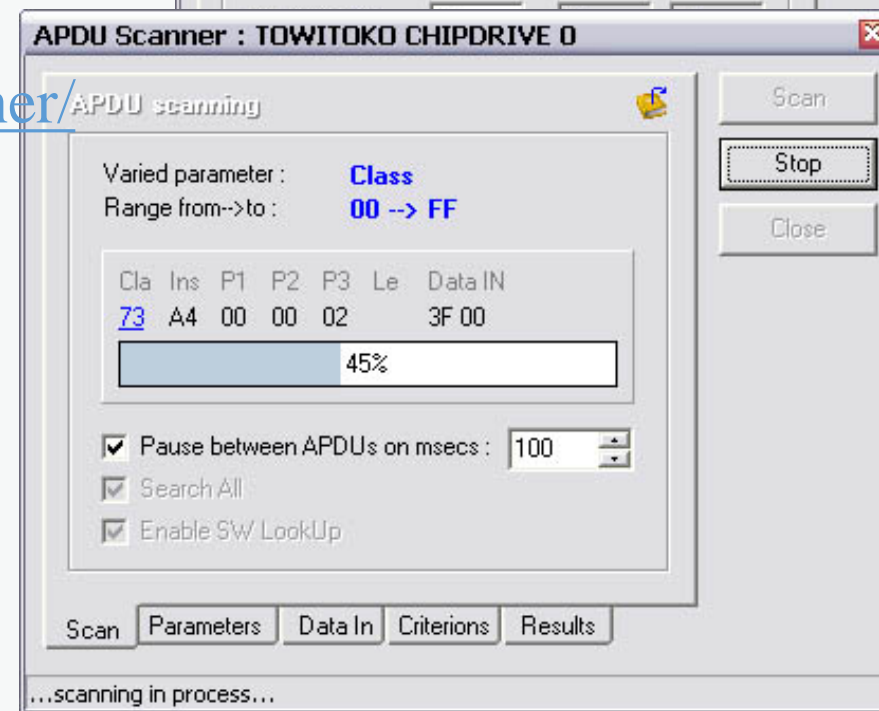 APDU Scanner : TOWITOKO CHIPDRIVE 0
ner/
APDU scanning
Scan
Varied parameter : Class
Stop
Range from-->to : 00 --> FF
Close
Cla Ins P1 P2 P3 Le Data IN
73 A4 00 00 02 3F 00
45%
Pause between APDUs on msecs : 100
Search All
Enable SW LookUp
Scan Parameters Data In Criterions Results
...scanning in process...